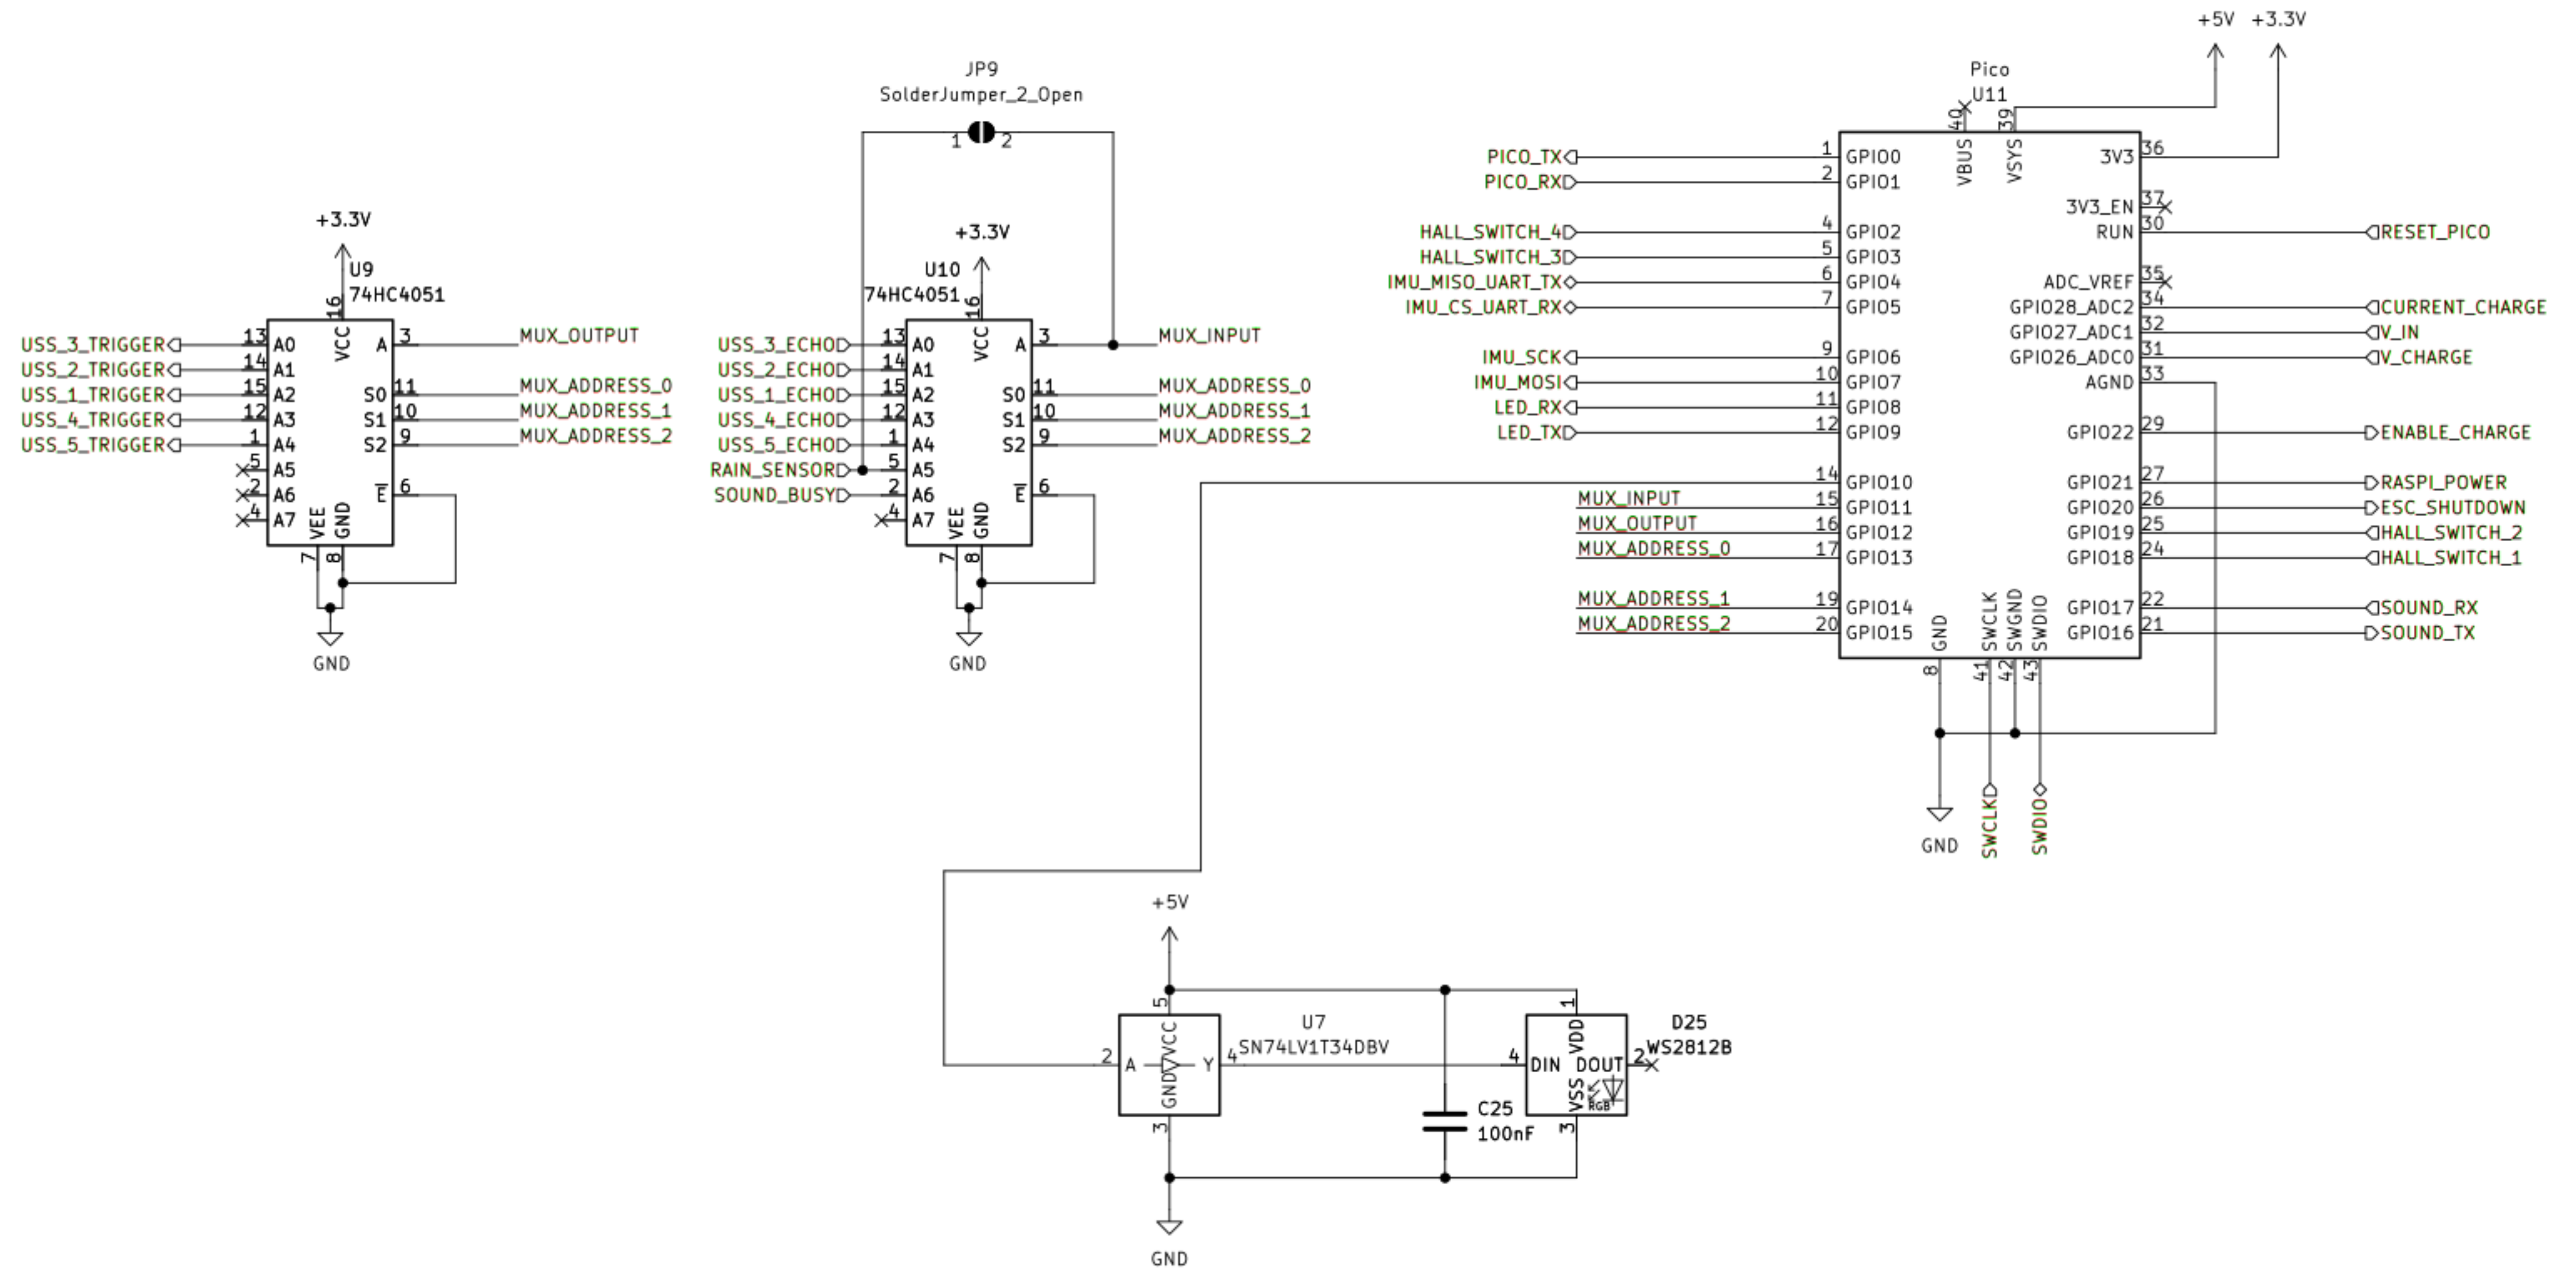 +5V +3.3V
JP9
SolderJumper_2_Open
1 2
Pico
U11
40 39
VBUS VSYS
+3.3V
U9
74HC4051
16
VCC
USS_3_TRIGGER 13 A0 A 3 MUX_OUTPUT
USS_2_TRIGGER 14 A1
USS_1_TRIGGER 15 A2 S0 11 MUX_ADDRESS_0
USS_4_TRIGGER 12 A3 S1 10 MUX_ADDRESS_1
USS_5_TRIGGER 1 A4 S2 9 MUX_ADDRESS_2
5 A5
2 A6 E 6
4 A7
VEE GND
7 8
GND
+3.3V
U10
74HC4051
16
VCC
USS_3_ECHO 13 A0 A 3 MUX_INPUT
USS_2_ECHO 14 A1
USS_1_ECHO 15 A2 S0 11 MUX_ADDRESS_0
USS_4_ECHO 12 A3 S1 10 MUX_ADDRESS_1
USS_5_ECHO 1 A4 S2 9 MUX_ADDRESS_2
RAIN_SENSOR 5 A5
SOUND_BUSY 2 A6 E 6
4 A7
VEE GND
7 8
GND
PICO_TX 1 GPIO0
PICO_RX 2 GPIO1
HALL_SWITCH_4 4 GPIO2
HALL_SWITCH_3 5 GPIO3
IMU_MISO_UART_TX 6 GPIO4
IMU_CS_UART_RX 7 GPIO5
IMU_SCK 9 GPIO6
IMU_MOSI 10 GPIO7
LED_RX 11 GPIO8
LED_TX 12 GPIO9
14 GPIO10
MUX_INPUT 15 GPIO11
MUX_OUTPUT 16 GPIO12
MUX_ADDRESS_0 17 GPIO13
MUX_ADDRESS_1 19 GPIO14
MUX_ADDRESS_2 20 GPIO15
3V3 36
3V3_EN 37
RUN 30 RESET_PICO
ADC_VREF 35
GPIO28_ADC2 34 CURRENT_CHARGE
GPIO27_ADC1 32 V_IN
GPIO26_ADC0 31 V_CHARGE
AGND 33
GPIO22 29 ENABLE_CHARGE
GPIO21 27 RASPI_POWER
GPIO20 26 ESC_SHUTDOWN
GPIO19 25 HALL_SWITCH_2
GPIO18 24 HALL_SWITCH_1
GPIO17 22 SOUND_RX
GPIO16 21 SOUND_TX
GND SWCLK SWGND SWDIO
8 41 42 43
GND SWCLK SWDIO
+5V
5
VCC
U7
SN74LV1T34DBV
2 A Y 4
GND
3
C25
100nF
1
VDD
D25
WS2812B
4 DIN DOUT 2
VSS
RGB
3
GND